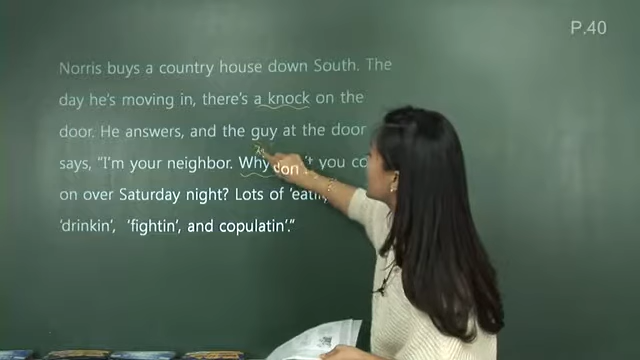 P.40
Norris buys a country house down South. The
day he's moving in, there's a knock on the
door. He answers, and the guy at the door
says, "I'm your neighbor. Why don't you
on over Saturday night? Lots of
'drinkin', 'fightin', and copulatin'."